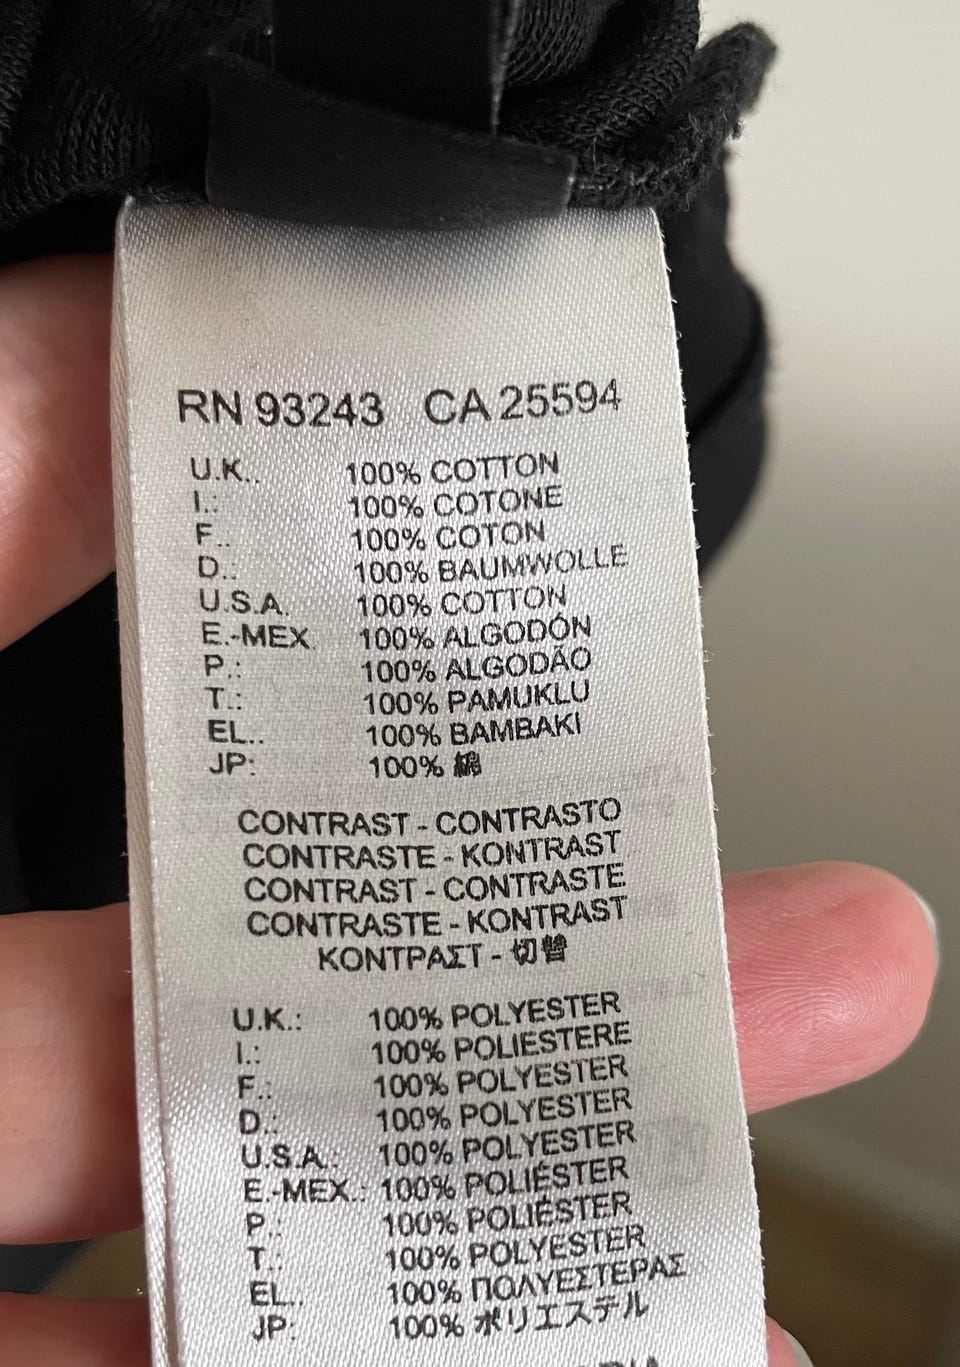 RN 93243 CA 25594
U.K.. 100% COTTON
I.: 100% COTONE
F.. 100% COTON
D.: 100% BAUMWOLLE
U.S.A. 100% COTTON
E.-MEX. 100% ALGODÓN
P.: 100% ALGODÃO
T.: 100% PAMUKLU
EL.. 100% BAMBAKI
JP: 100% 綿
CONTRAST - CONTRASTO
CONTRASTE - KONTRAST
CONTRAST - CONTRASTE
CONTRASTE - KONTRAST
ΚΟΝΤΡΑΣΤ - 切替
U.K.: 100% POLYESTER
I.: 100% POLIESTERE
F.: 100% POLYESTER
D.: 100% POLYESTER
U.S.A.: 100% POLYESTER
E.-MEX.: 100% POLIÉSTER
P.: 100% POLIÉSTER
T.: 100% POLYESTER
EL.. 100% ΠΟΛΥΕΣΤΕΡΑΣ
JP: 100% ポリエステル